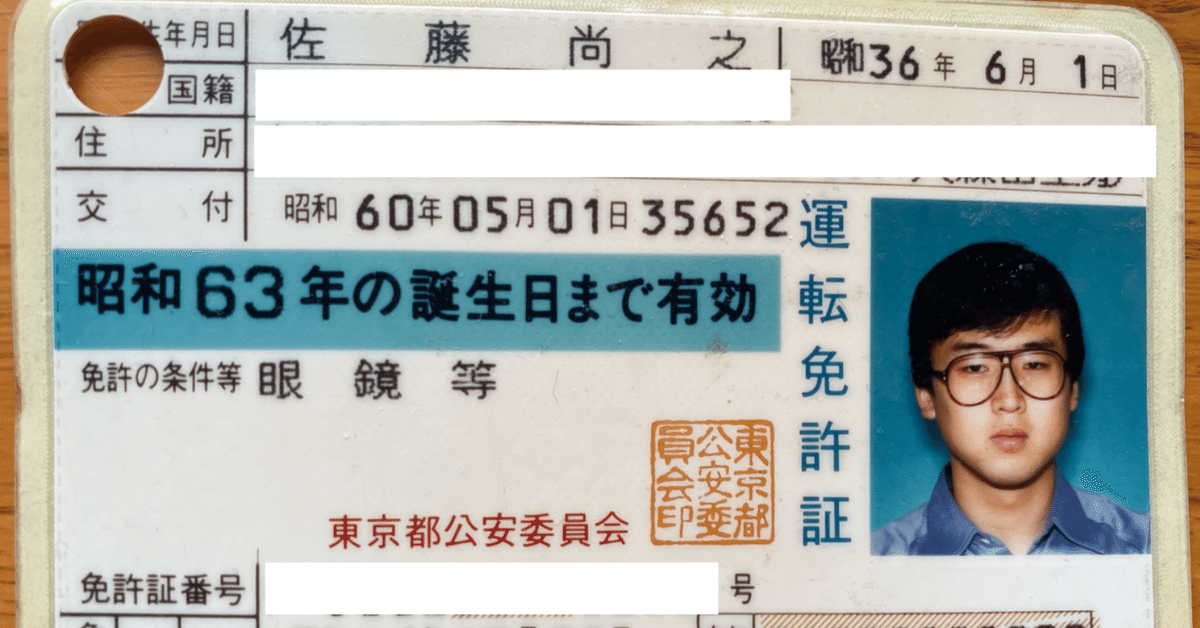 年月日 佐藤尚之 昭和36年6月1日
国籍
住所
交付 昭和60年05月01日35652
昭和63年の誕生日まで有効
免許の条件等 眼鏡等
運転免許証
東京都公安委員会印
東京都公安委員会
免許証番号 号